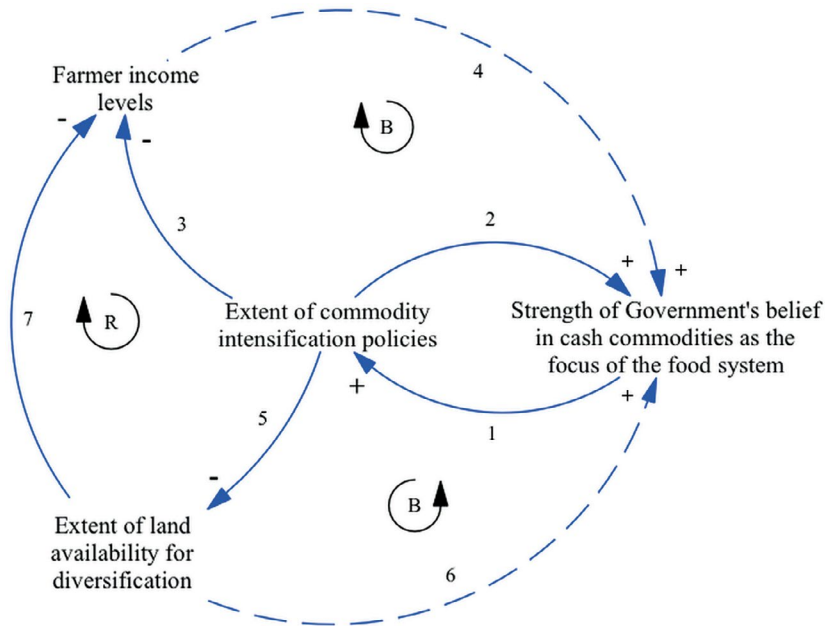 4
Farmer income
levels
-
-
B
3
2
+
+
7
R
Extent of commodity
intensification policies
Strength of Government's belief
in cash commodities as the
focus of the food system
+
+
5
1
-
B
Extent of land
availability for
diversification
6